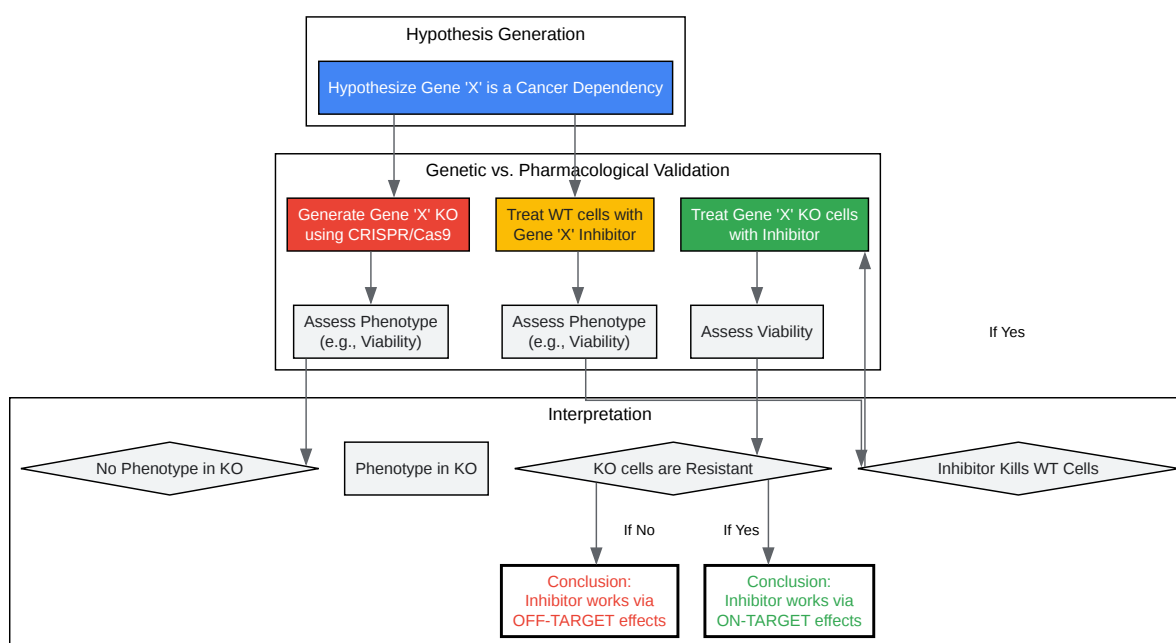 Hypothesis Generation
Hypothesize Gene 'X' is a Cancer Dependency
Genetic vs. Pharmacological Validation
Generate Gene 'X' KO
using CRISPR/Cas9
Treat WT cells with
Gene 'X' Inhibitor
Treat Gene 'X' KO cells
with Inhibitor
Assess Phenotype
(e.g., Viability)
Assess Phenotype
(e.g., Viability)
Assess Viability
If Yes
Interpretation
No Phenotype in KO
Phenotype in KO
KO cells are Resistant
Inhibitor Kills WT Cells
If No
If Yes
Conclusion:
Inhibitor works via
OFF-TARGET effects
Conclusion:
Inhibitor works via
ON-TARGET effects